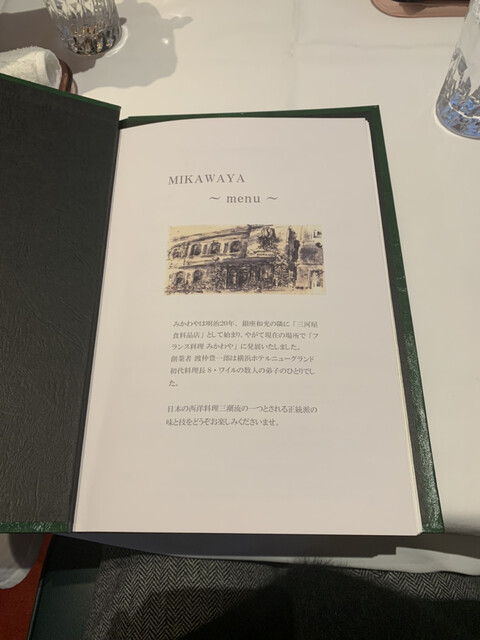 MIKAWAYA
～ menu ～
みかわやは明治20年、銀座和光の隣に「三河屋
食料品店」として始まり、やがて現在の場所で『フ
ランス料理 みかわや』に発展いたしました。
創業者 渡仲豊一郎は横浜ホテルニューグランド
初代料理長 S・ワイルの数人の弟子のひとりでし
た。
日本の西洋料理三潮流の一つとされる正統派の
味と技をどうぞお楽しみくださいませ。